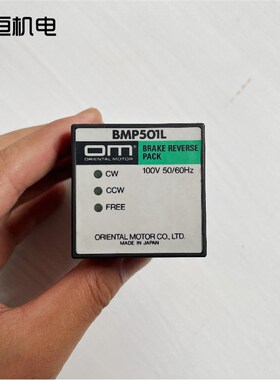 恒机电
BMP501L
OM
ORIENTAL MOTOR
BRAKE REVERSE
PACK
100V 50/60Hz
CW
CCW
FREE
ORIENTAL MOTOR CO., LTD.
MADE IN JAPAN